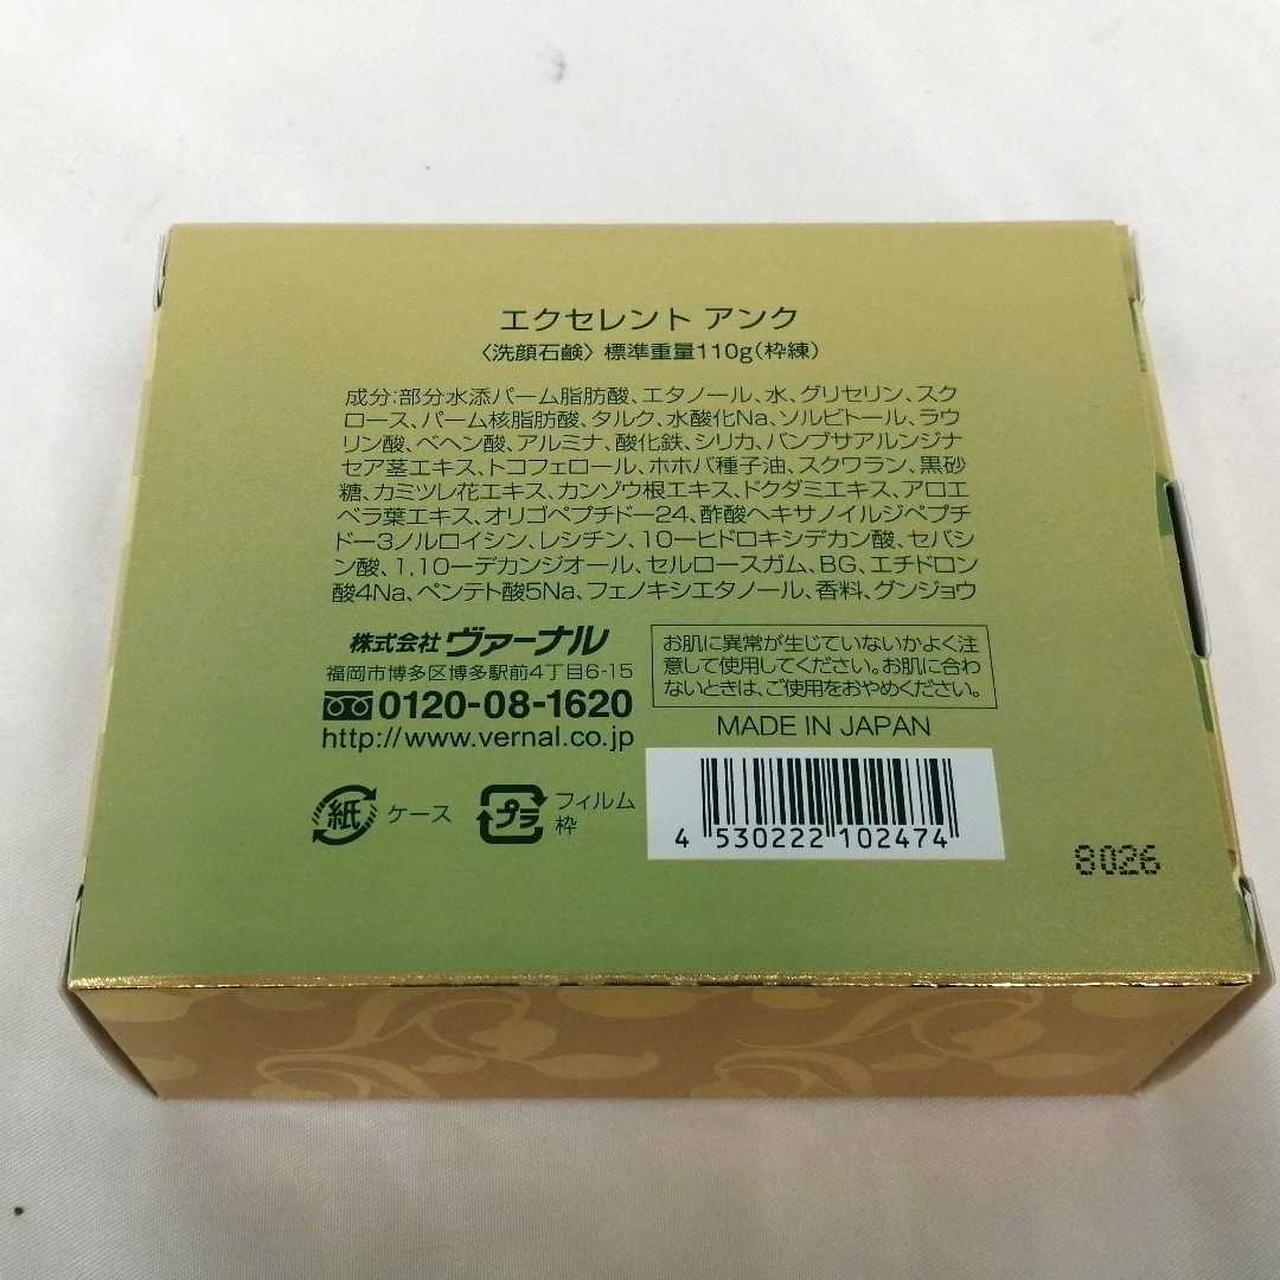 エクセレント アンク
〈洗顔石鹸〉標準重量110g(枠練)
成分:部分水添パーム脂肪酸、エタノール、水、グリセリン、スク
ロース、パーム核脂肪酸、タルク、水酸化Na、ソルビトール、ラウ
リン酸、ベヘン酸、アルミナ、酸化鉄、シリカ、バンブサアルンジナ
セア茎エキス、トコフェロール、ホホバ種子油、スクワラン、黒砂
糖、カミツレ花エキス、カンゾウ根エキス、ドクダミエキス、アロエ
ベラ葉エキス、オリゴペプチドー24、酢酸ヘキサノイルジペプチ
ドー3ノルロイシン、レシチン、10ーヒドロキシデカン酸、セバシ
ン酸、1,10ーデカンジオール、セルロースガム、BG、エチドロン
酸4Na、ペンテト酸5Na、フェノキシエタノール、香料、グンジョウ
株式会社ヴァーナル
福岡市博多区博多駅前4丁目6-15
0120-08-1620
http://www.vernal.co.jp
お肌に異常が生じていないかよく注
意して使用してください。お肌に合わ
ないときは、ご使用をおやめください。
MADE IN JAPAN
紙 ケース
プラ フィルム
枠
4 530222 102474
8026